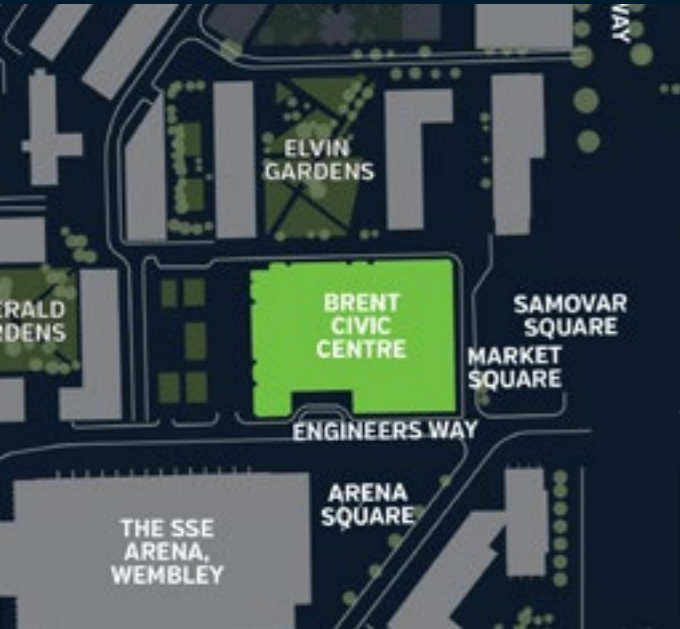 WAY
ELVIN
GARDENS
BRENT
CIVIC
CENTRE
SAMOVAR
SQUARE
MARKET
SQUARE
ERALD
RDENS
ENGINEERS WAY
ARENA
SQUARE
THE SSE
ARENA,
WEMBLEY